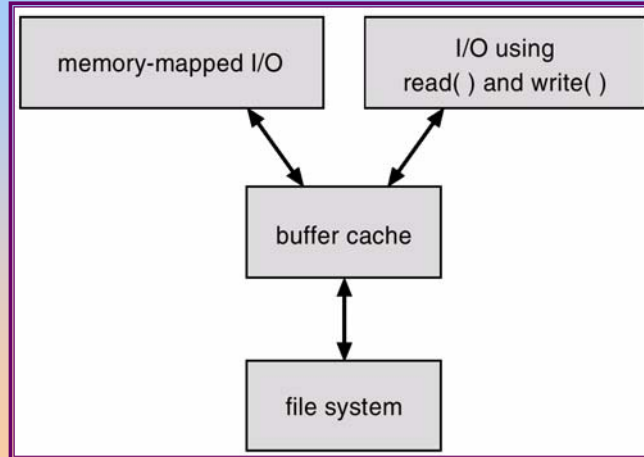 memory-mapped I/O
I/O using
read( ) and write( )
buffer cache
file system